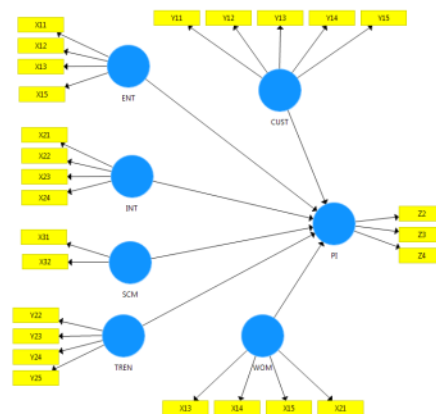 X11
X12
X13
X15
ENT
Y11
Y12
Y13
Y14
Y15
CUST
X21
X22
X23
X24
INT
X31
X32
SCM
Z2
Z3
Z4
PI
Y22
Y23
Y24
Y25
TREN
WOM
X13
X14
X15
X21